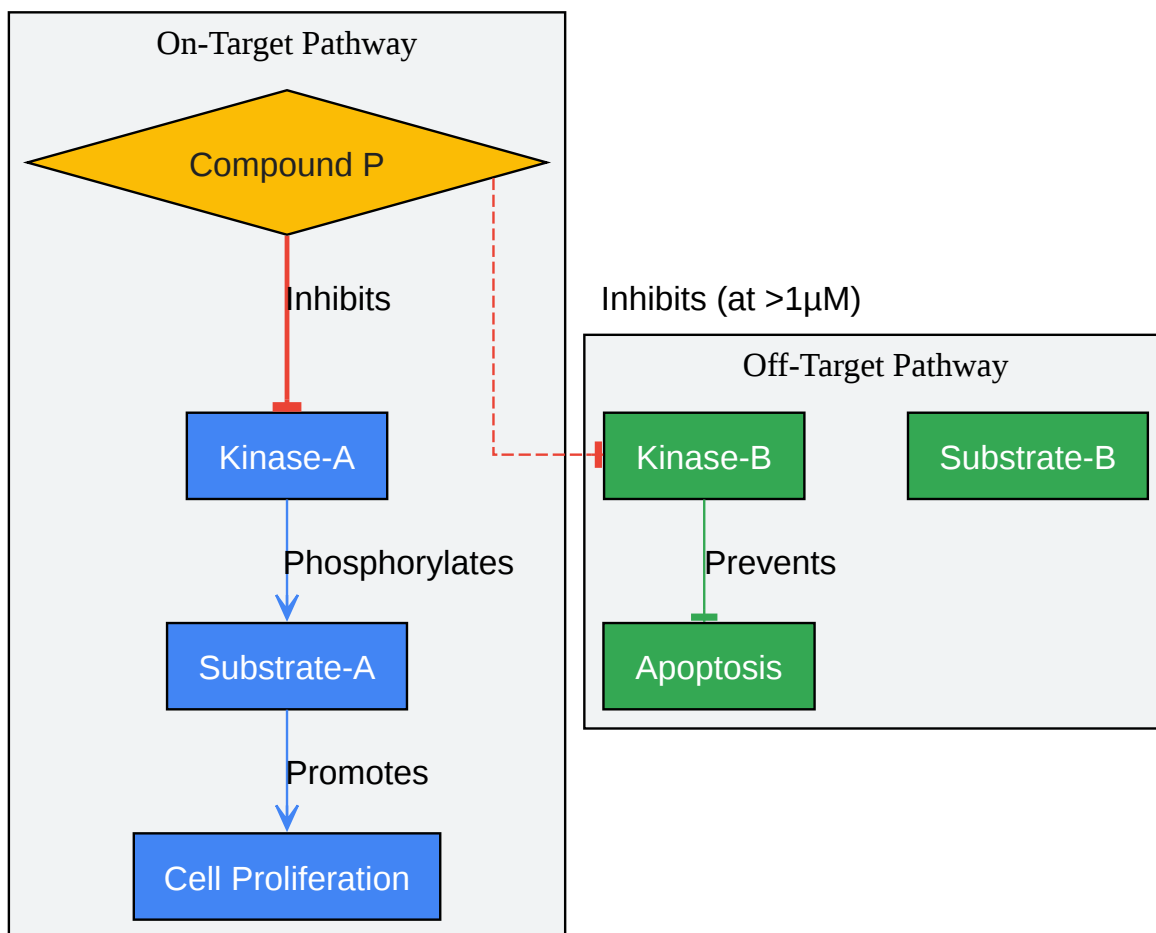 On-Target Pathway
Compound P
Inhibits
Inhibits (at >1µM)
Off-Target Pathway
Kinase-A
Kinase-B
Substrate-B
Phosphorylates
Prevents
Substrate-A
Apoptosis
Promotes
Cell Proliferation